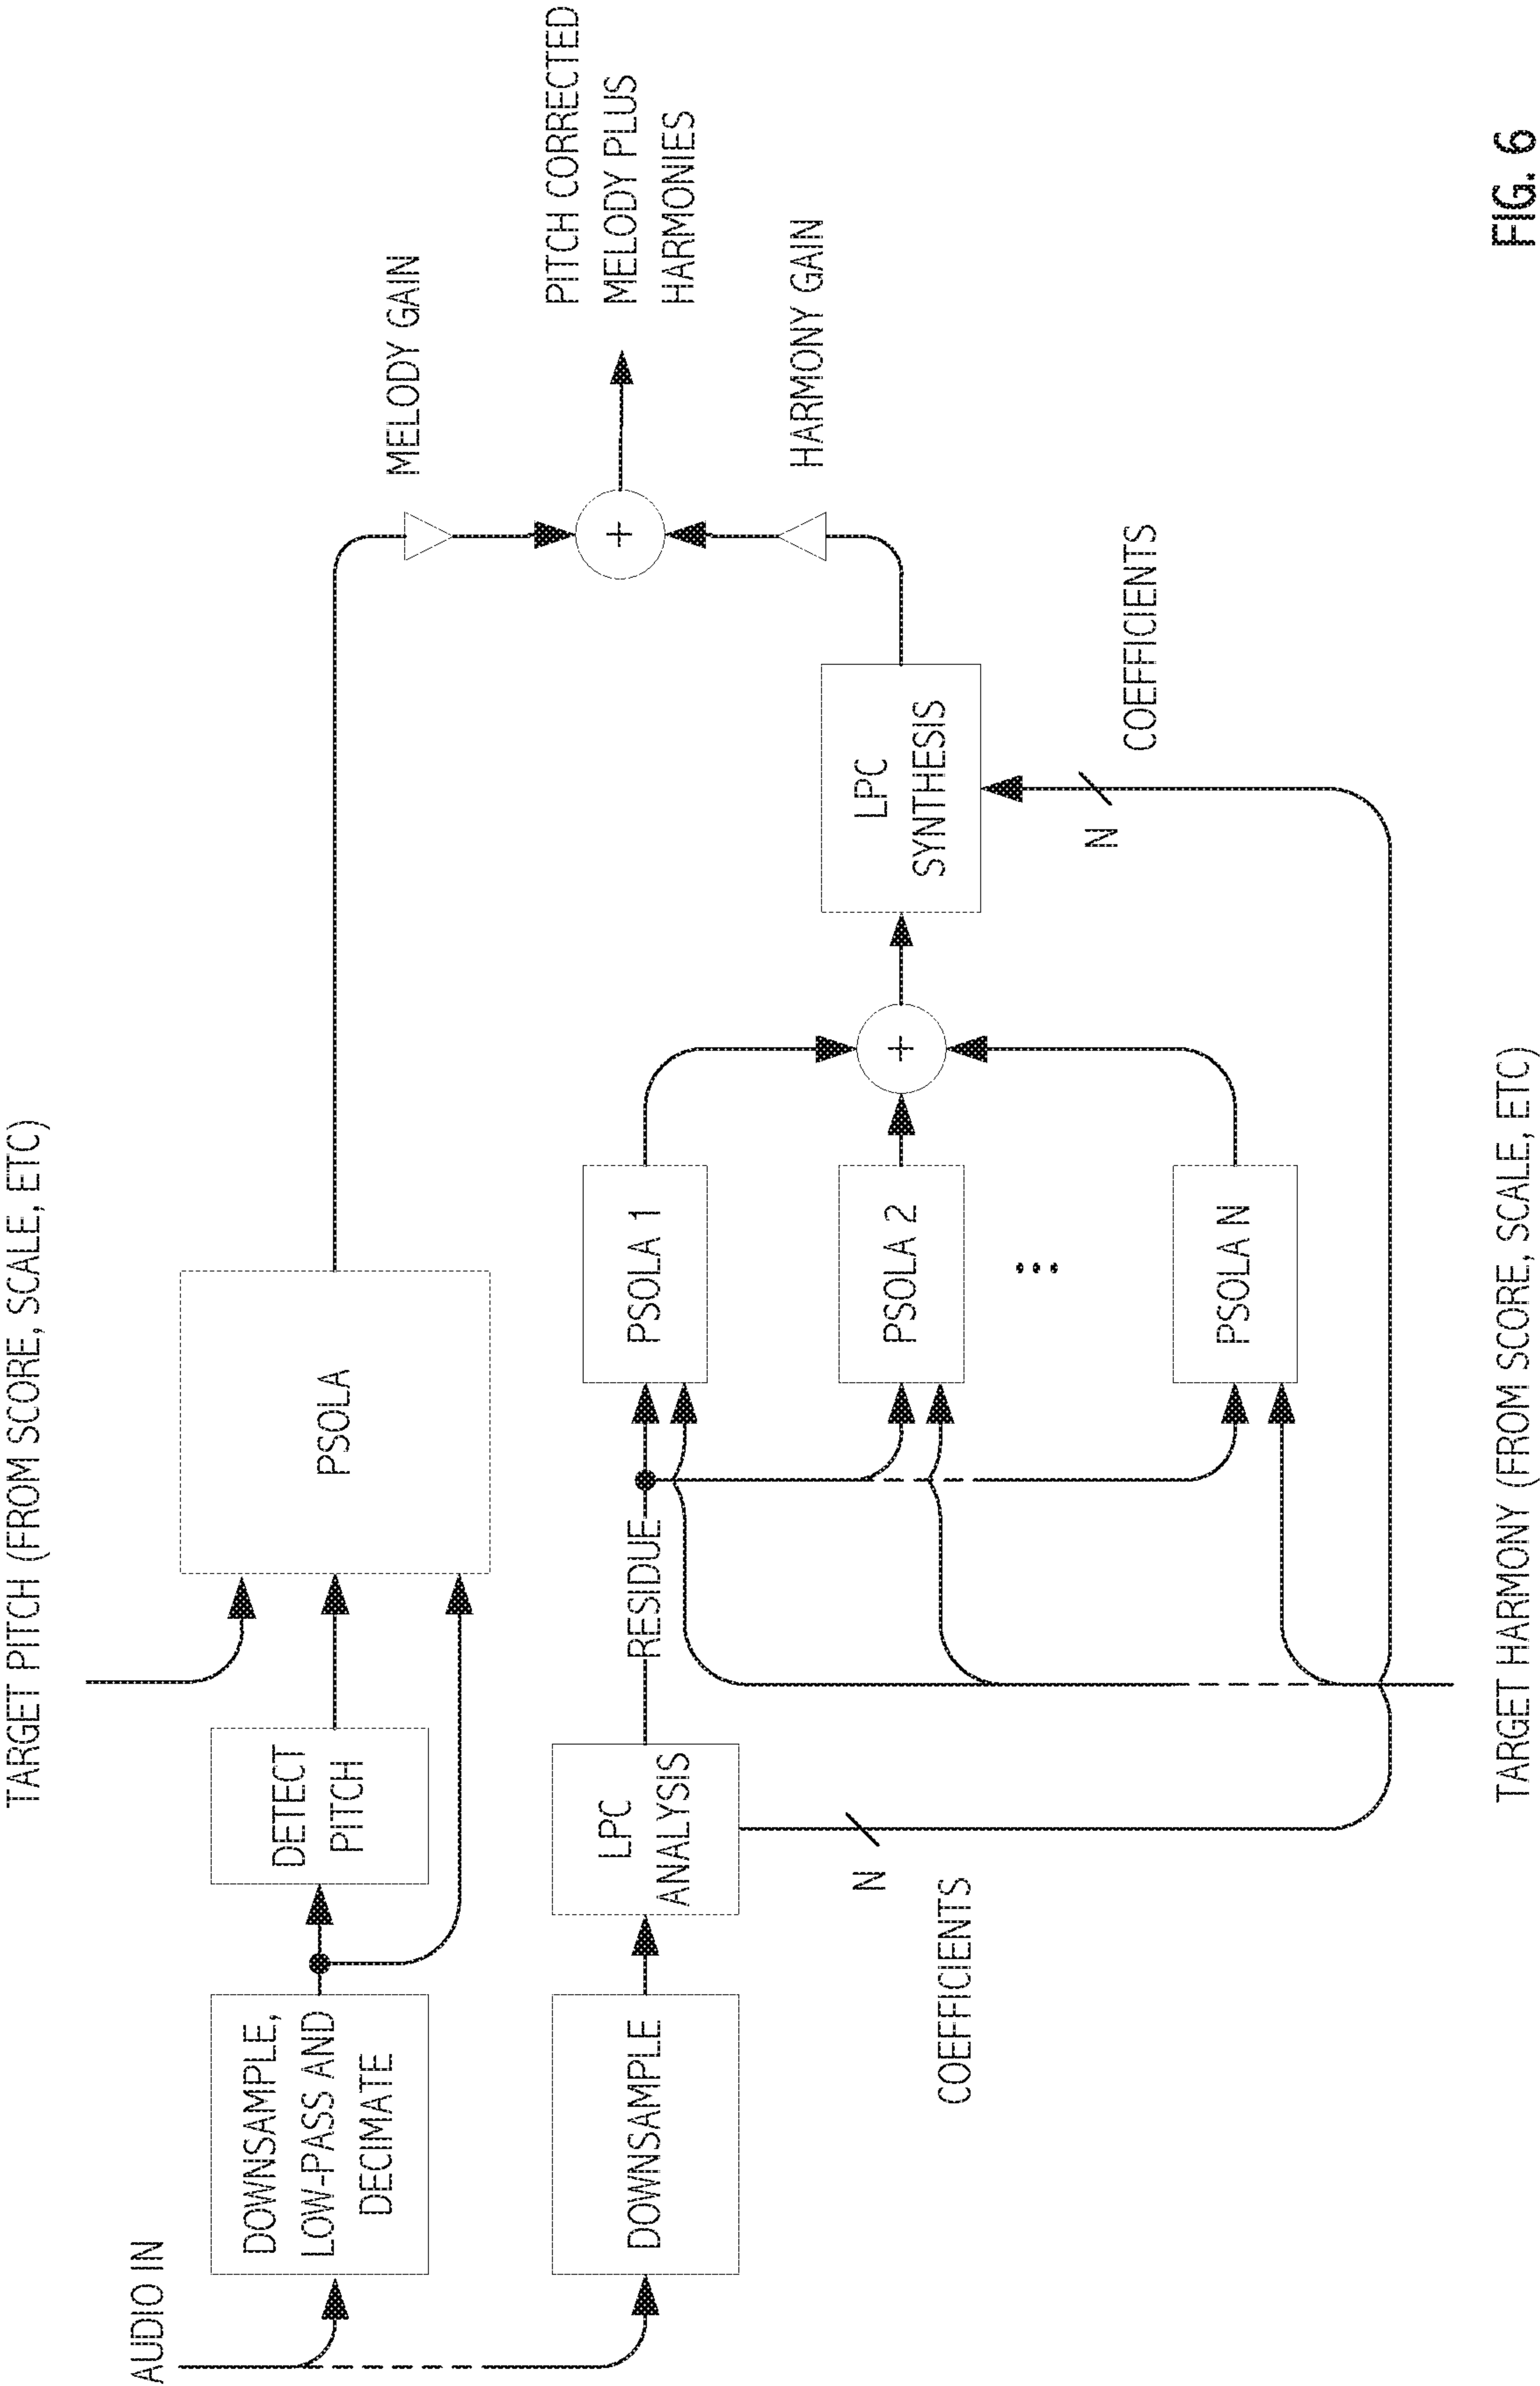 TARGET PITCH (FROM SCORE, SCALE, ETC)
AUDIO IN
DOWNSAMPLE,
LOW-PASS AND
DECIMATE
DETECT
PITCH
PSOLA
MELODY GAIN
PITCH CORRECTED
MELODY PLUS
HARMONIES
DOWNSAMPLE
LPC
ANALYSIS
RESIDUE
PSOLA 1
PSOLA 2
...
PSOLA N
LPC
SYNTHESIS
HARMONY GAIN
N
COEFFICIENTS
N
COEFFICIENTS
TARGET HARMONY (FROM SCORE, SCALE, ETC)
FIG. 6
+
+